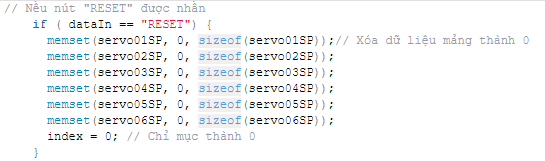 // Nếu nút "RESET" được nhấn
if ( dataIn == "RESET") {
memset(servo01SP, 0, sizeof(servo01SP));// Xóa dữ liệu mảng thành 0
memset(servo02SP, 0, sizeof(servo02SP));
memset(servo03SP, 0, sizeof(servo03SP));
memset(servo04SP, 0, sizeof(servo04SP));
memset(servo05SP, 0, sizeof(servo05SP));
memset(servo06SP, 0, sizeof(servo06SP));
index = 0; // Chỉ mục thành 0
}